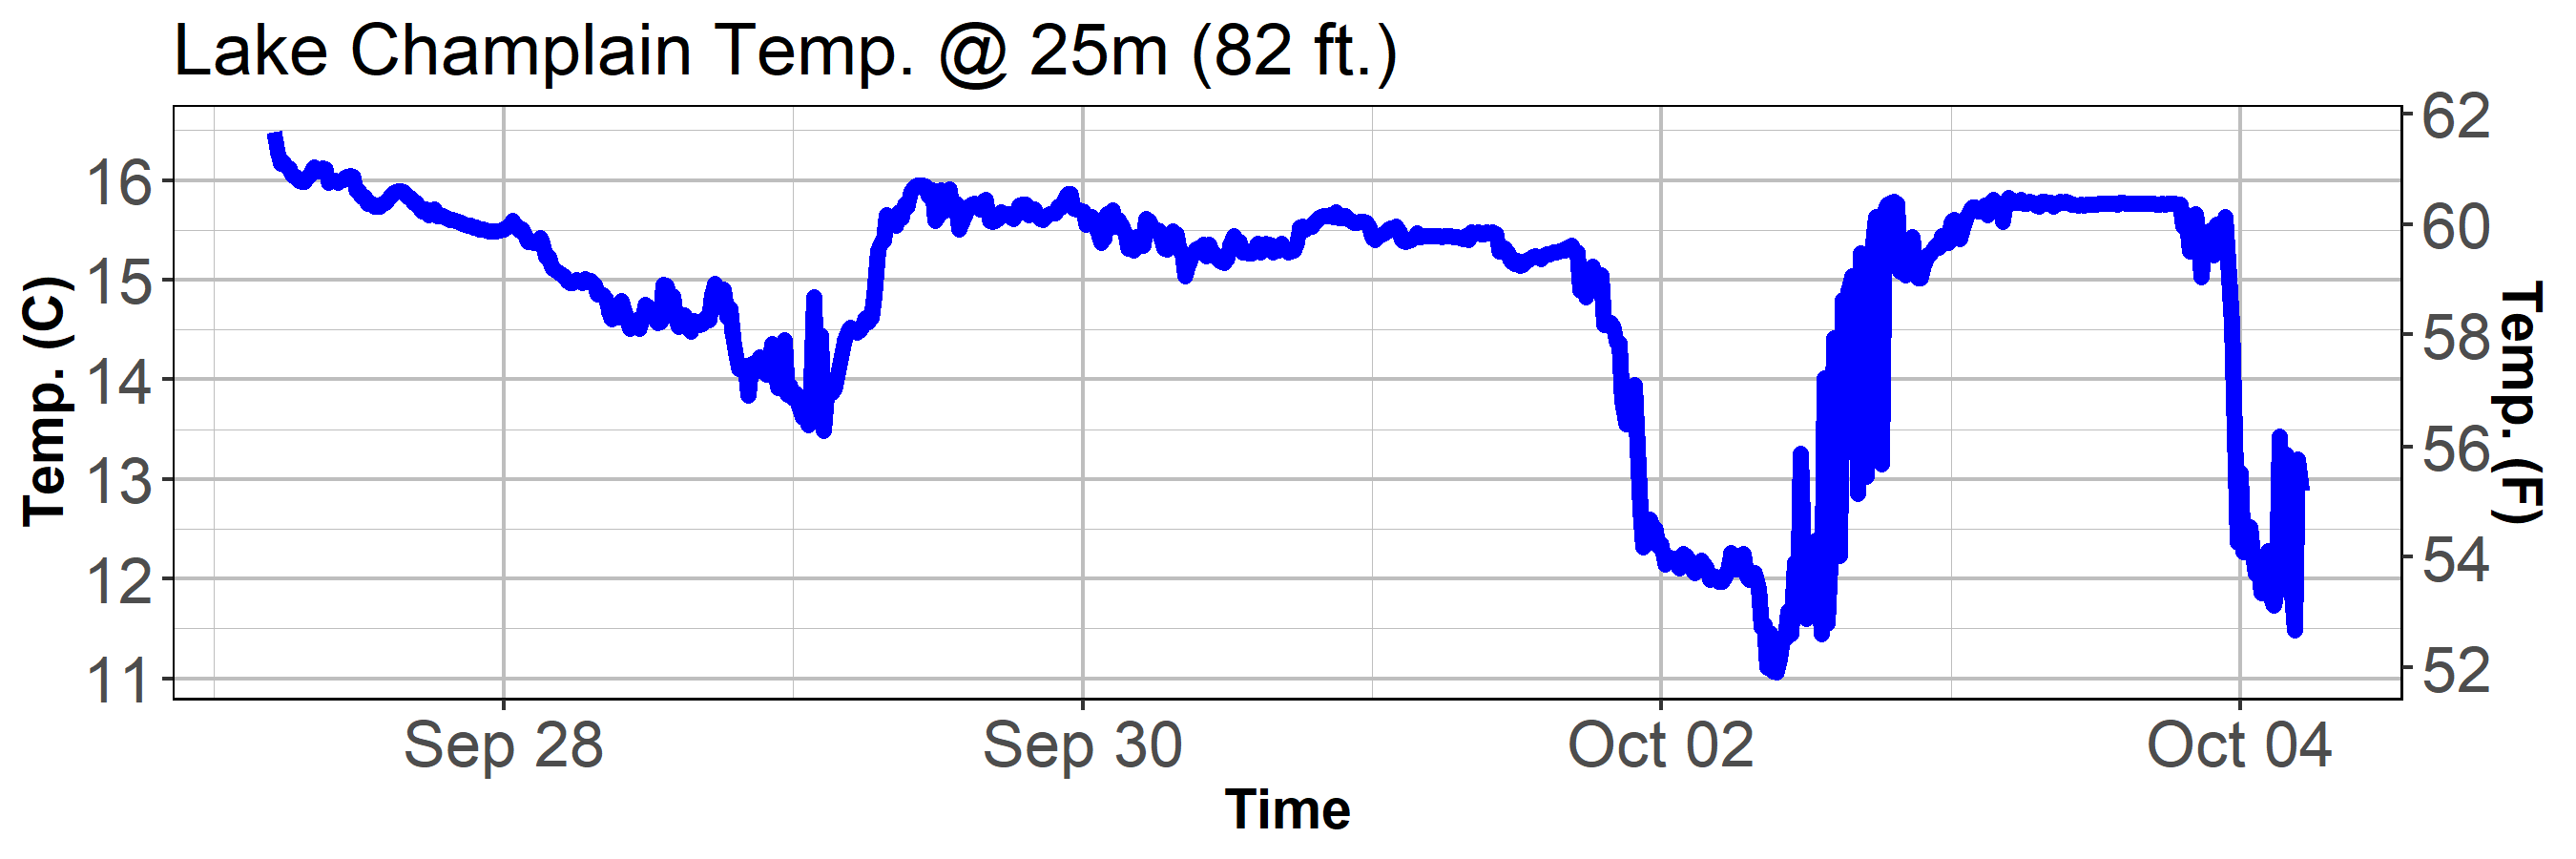 Lake Champlain Temp. @ 25m (82 ft.)
Temp. (C)
16
15
14
13
12
11
62
60
58
56
54
52
Temp. (F)
Sep 28
Sep 30
Oct 02
Oct 04
Time